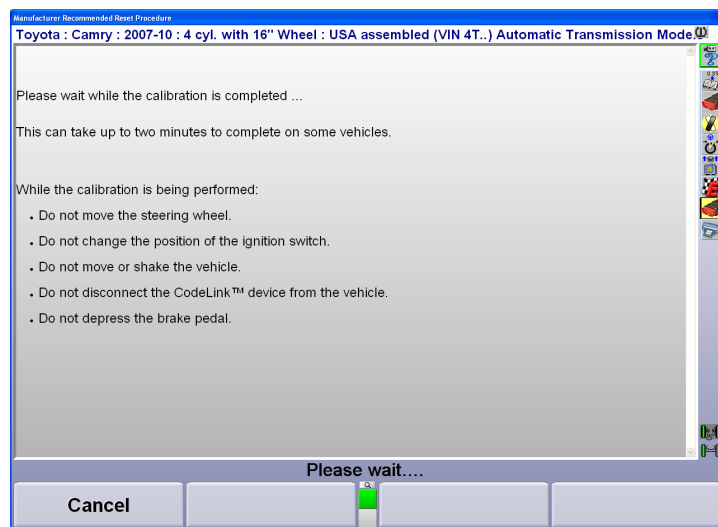 Manufacturer Recommended Reset Procedure
Toyota : Camry : 2007-10 : 4 cyl. with 16" Wheel : USA assembled (VIN 4T..) Automatic Transmission Mode.
Please wait while the calibration is completed ...
This can take up to two minutes to complete on some vehicles.
While the calibration is being performed:
• Do not move the steering wheel.
• Do not change the position of the ignition switch.
• Do not move or shake the vehicle.
• Do not disconnect the CodeLink™ device from the vehicle.
• Do not depress the brake pedal.
Please wait....
Cancel